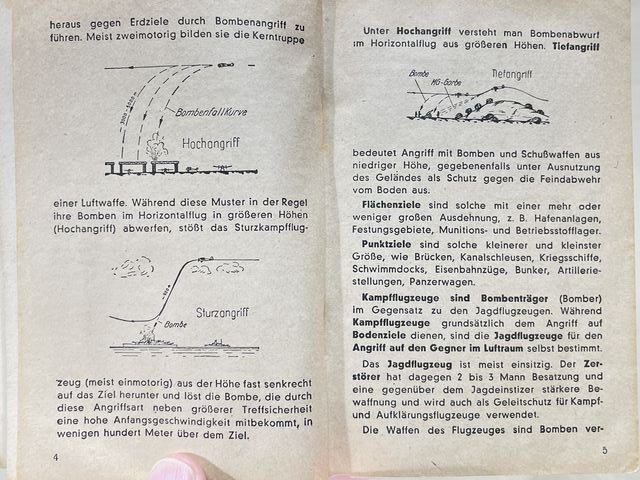 heraus gegen Erdziele durch Bombenangriff zu
führen. Meist zweimotorig bilden sie die Kerntruppe
Bombenfallkurve
Hochangriff
einer Luftwaffe. Während diese Muster in der Regel
ihre Bomben im Horizontalflug in größeren Höhen
(Hochangriff) abwerfen, stößt das Sturzkampfflug-
Bombe
Sturzangriff
zeug (meist einmotorig) aus der Höhe fast senkrecht
auf das Ziel herunter und löst die Bombe, die durch
diese Angriffsart neben größerer Treffsicherheit
eine hohe Anfangsgeschwindigkeit mitbekommt, in
wenigen hundert Meter über dem Ziel.
4
Unter Hochangriff versteht man Bombenabwurf
im Horizontalflug aus größeren Höhen. Tiefangriff
Bombe
MG-Garbe
Tiefangriff
bedeutet Angriff mit Bomben und Schußwaffen aus
niedriger Höhe, gegebenenfalls unter Ausnutzung
des Geländes als Schutz gegen die Feindabwehr
vom Boden aus.
Flächenziele sind solche mit einer mehr oder
weniger großen Ausdehnung, z. B. Hafenanlagen,
Festungsgebiete, Munitions- und Betriebsstofflager.
Punktziele sind solche kleinerer und kleinster
Größe, wie Brücken, Kanalschleusen, Kriegsschiffe,
Schwimmdocks, Eisenbahnzüge, Bunker, Artillerie-
stellungen, Panzerwagen.
Kampfflugzeuge sind Bombenträger (Bomber)
im Gegensatz zu den Jagdflugzeugen. Während
Kampfflugzeuge grundsätzlich dem Angriff auf
Bodenziele dienen, sind die Jagdflugzeuge für den
Angriff auf den Gegner im Luftraum selbst bestimmt.
Das Jagdflugzeug ist meist einsitzig. Der Zer-
störer hat dagegen 2 bis 3 Mann Besatzung und
eine gegenüber dem Jagdeinsitzer stärkere Be-
waffnung und wird auch als Geleitschutz für Kampf-
und Aufklärungsflugzeuge verwendet.
Die Waffen des Flugzeuges sind Bomben ver-
5